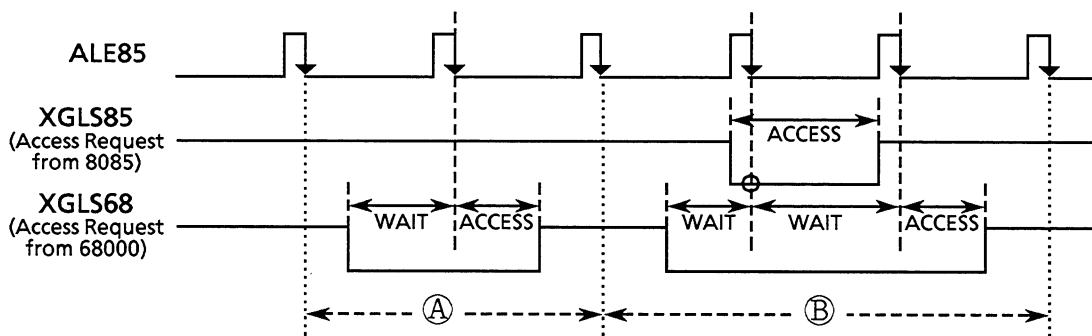 ALE85
XGLS85
(Access Request
from 8085)
ACCESS
XGLS68
(Access Request
from 68000)
WAIT
ACCESS
WAIT
WAIT
ACCESS
Ⓐ
Ⓑ